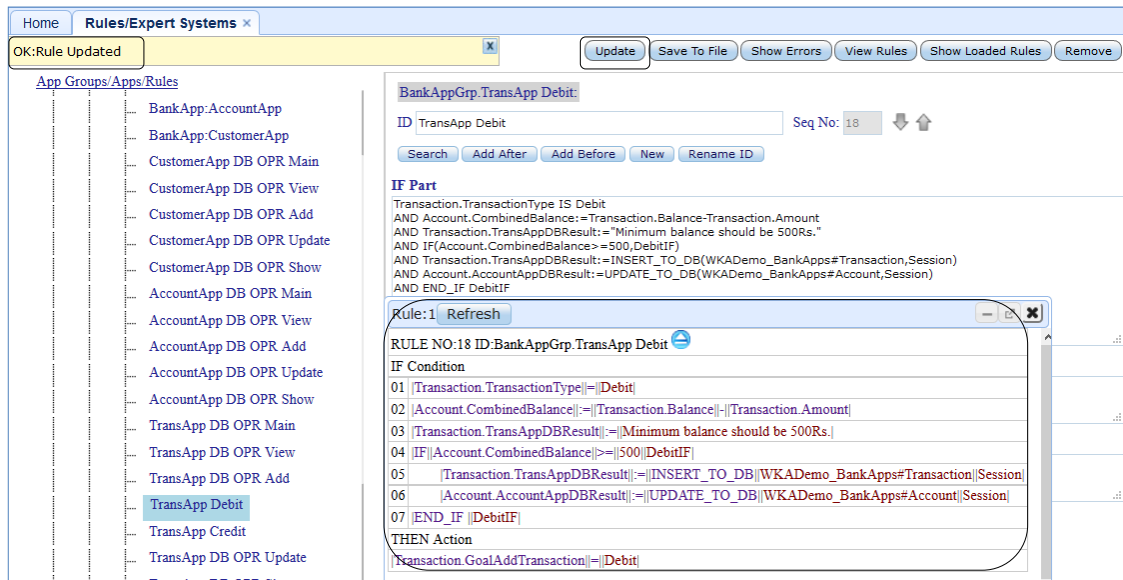 Home
Rules/Expert Systems ×
OK:Rule Updated
X
Update
Save To File
Show Errors
View Rules
Show Loaded Rules
Remove
App Groups/Apps/Rules
BankApp:AccountApp
BankApp:CustomerApp
CustomerApp DB OPR Main
CustomerApp DB OPR View
CustomerApp DB OPR Add
CustomerApp DB OPR Update
CustomerApp DB OPR Show
AccountApp DB OPR Main
AccountApp DB OPR View
AccountApp DB OPR Add
AccountApp DB OPR Update
AccountApp DB OPR Show
TransApp DB OPR Main
TransApp DB OPR View
TransApp DB OPR Add
TransApp Debit
TransApp Credit
TransApp DB OPR Update
BankAppGrp.TransApp Debit:
ID TransApp Debit Seq No: 18
Search
Add After
Add Before
New
Rename ID
IF Part
Transaction.TransactionType IS Debit
AND Account.CombinedBalance:=Transaction.Balance-Transaction.Amount
AND Transaction.TransAppDBResult:="Minimum balance should be 500Rs."
AND IF(Account.CombinedBalance>=500,DebitIF)
AND Transaction.TransAppDBResult:=INSERT_TO_DB(WKADemo_BankApps#Transaction,Session)
AND Account.AccountAppDBResult:=UPDATE_TO_DB(WKADemo_BankApps#Account,Session)
AND END_IF DebitIF
Rule:1 Refresh
RULE NO:18 ID:BankAppGrp.TransApp Debit
IF Condition
01 |Transaction.TransactionType||=||Debit|
02 |Account.CombinedBalance||:=||Transaction.Balance||-||Transaction.Amount|
03 |Transaction.TransAppDBResult||:=||Minimum balance should be 500Rs.|
04 |IF||Account.CombinedBalance||>=||500||DebitIF|
05 |Transaction.TransAppDBResult||:=||INSERT_TO_DB||WKADemo_BankApps#Transaction||Session|
06 |Account.AccountAppDBResult||:=||UPDATE_TO_DB||WKADemo_BankApps#Account||Session|
07 |END_IF ||DebitIF|
THEN Action
|Transaction.GoalAddTransaction||=||Debit|